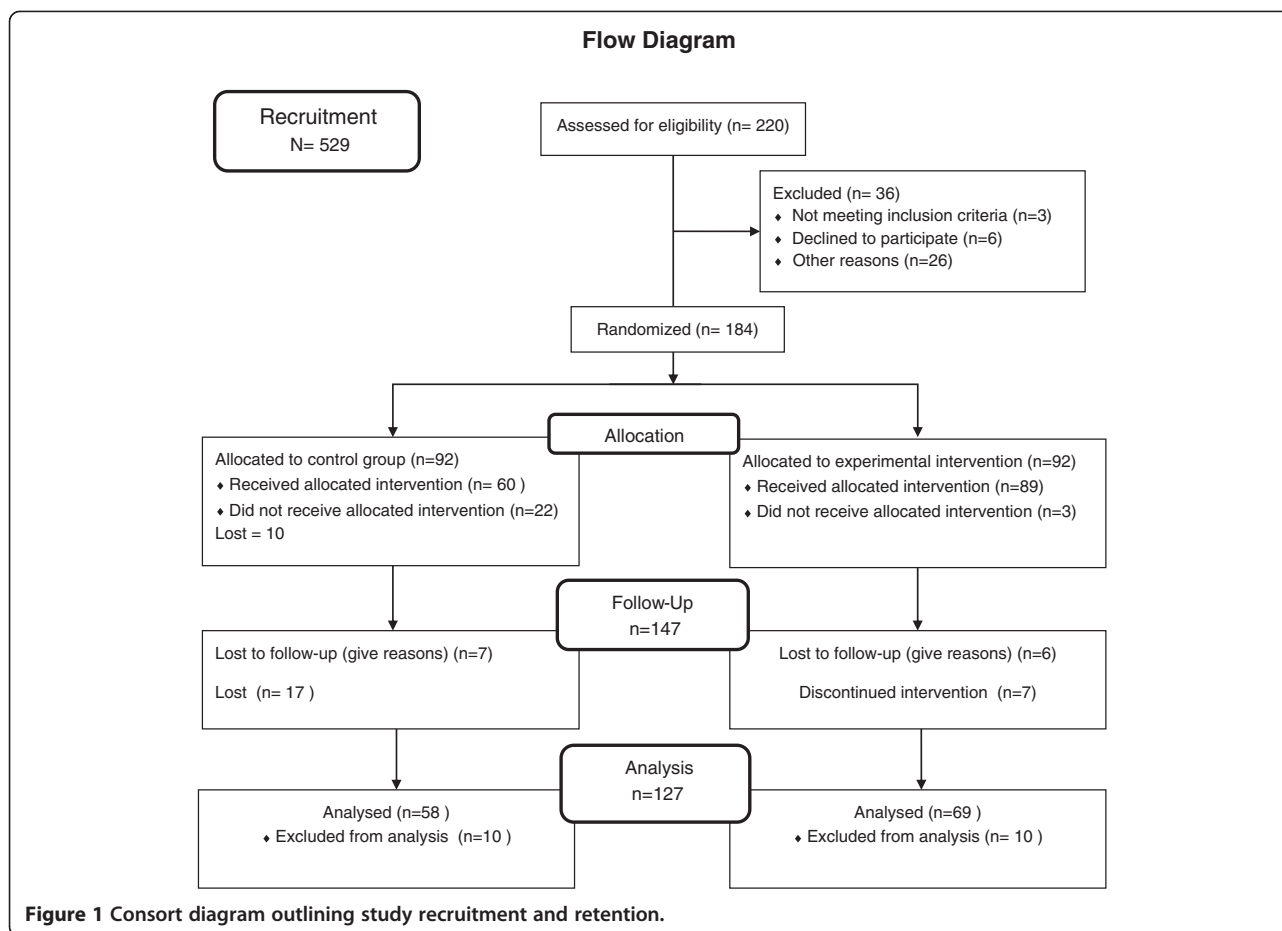 Flow Diagram
Recruitment
N= 529
Assessed for eligibility (n= 220)
Excluded (n= 36)
♦ Not meeting inclusion criteria (n=3)
♦ Declined to participate (n=6)
♦ Other reasons (n=26)
Randomized (n= 184)
Allocation
Allocated to control group (n=92)
♦ Received allocated intervention (n= 60 )
♦ Did not receive allocated intervention (n=22)
Lost = 10
Allocated to experimental intervention (n=92)
♦ Received allocated intervention (n=89)
♦ Did not receive allocated intervention (n=3)
Follow-Up
n=147
Lost to follow-up (give reasons) (n=7)
Lost (n= 17 )
Lost to follow-up (give reasons) (n=6)
Discontinued intervention (n=7)
Analysis
n=127
Analysed (n=58 )
♦ Excluded from analysis (n=10 )
Analysed (n=69 )
♦ Excluded from analysis (n= 10 )
Figure 1 Consort diagram outlining study recruitment and retention.